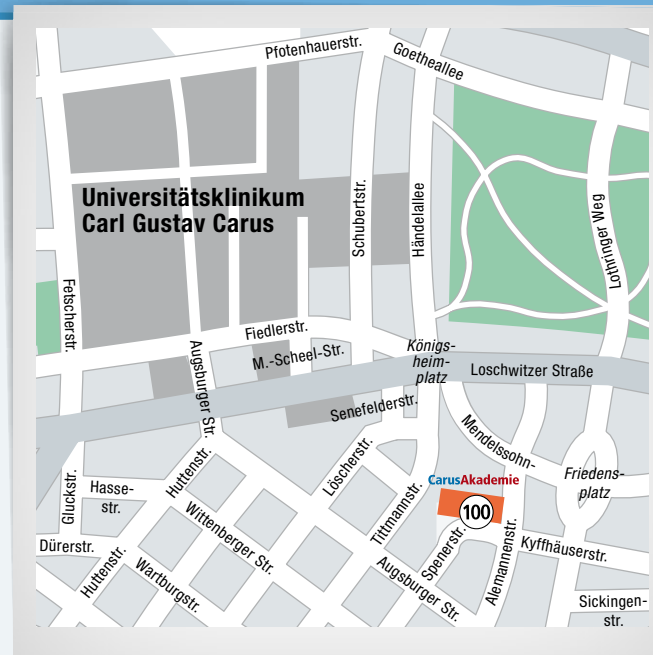 Pfotenhauerstr.
Goetheallee
Universitätsklinikum
Carl Gustav Carus
Schubertstr.
Händelallee
Lothringer Weg
Fetscherstr.
Fiedlerstr.
M.-Scheel-Str.
Augsburger Str.
Königs-
heim-
platz
Loschwitzer Straße
Senefelderstr.
Mendelssohn-
Löscherstr.
Huttenstr.
Gluckstr.
Hasse-
str.
Tittmannstr.
CarusAkademie
100
Friedens-
platz
Wittenberger Str.
Dürerstr.
Huttenstr.
Wartburgstr.
Augsburger Str.
Spenerstr.
Alemannenstr.
Kyffhäuserstr.
Sickingen-
str.